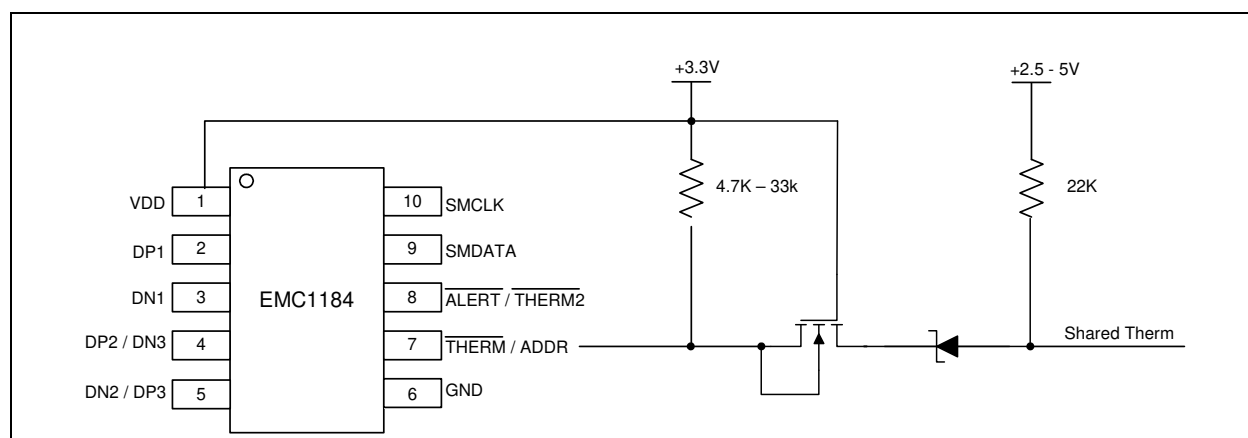 +3.3V
+2.5 - 5V
4.7K – 33k
22K
VDD 1
10 SMCLK
DP1 2
9 SMDATA
DN1 3
EMC1184
8 ALERT / THERM2
DP2 / DN3 4
7 THERM / ADDR
Shared Therm
DN2 / DP3 5
6 GND